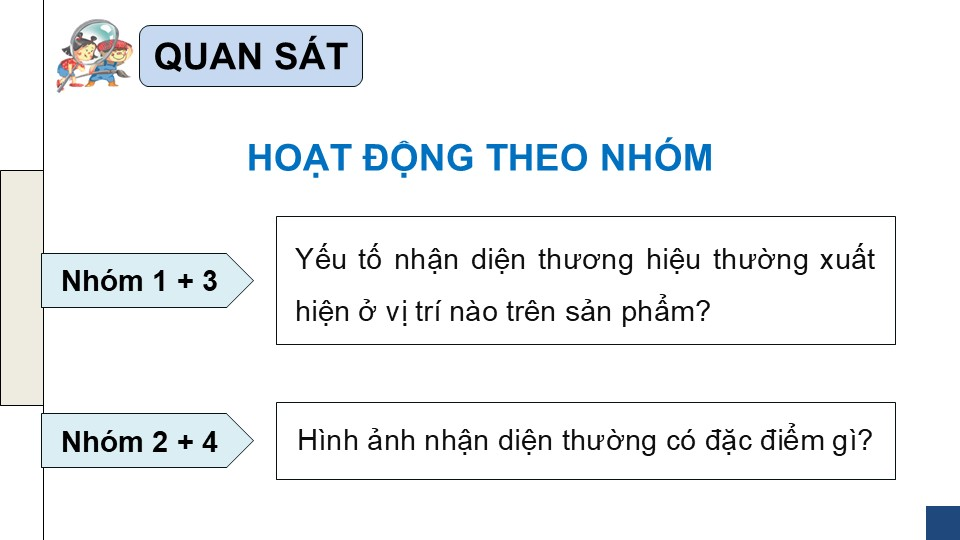 QUAN SÁT
HOẠT ĐỘNG THEO NHÓM
Nhóm 1 + 3
Yếu tố nhận diện thương hiệu thường xuất
hiện ở vị trí nào trên sản phẩm?
Nhóm 2 + 4
Hình ảnh nhận diện thường có đặc điểm gì?